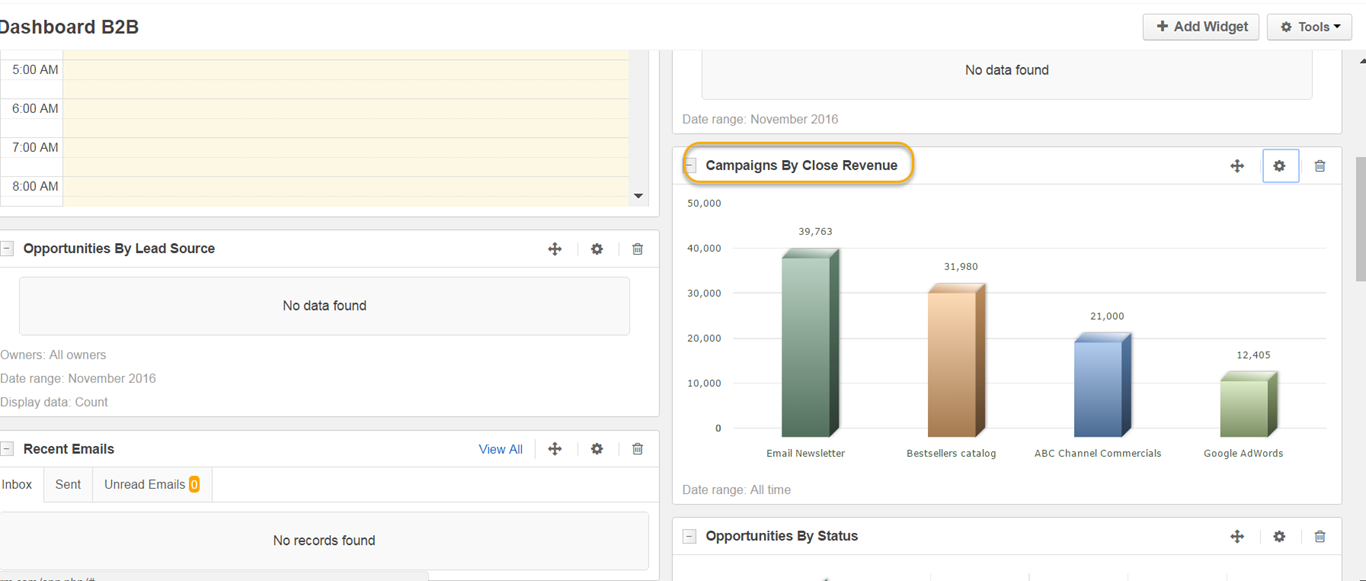 Dashboard B2B
Add Widget
Tools
5:00 AM
6:00 AM
7:00 AM
8:00 AM
Opportunities By Lead Source
No data found
Owners: All owners
Date range: November 2016
Display data: Count
Recent Emails
View All
Inbox
Sent
Unread Emails 0
No records found
No data found
Date range: November 2016
Campaigns By Close Revenue
50,000
40,000
30,000
20,000
10,000
0
39,763
31,980
21,000
12,405
Email Newsletter
Bestsellers catalog
ABC Channel Commercials
Google AdWords
Date range: All time
Opportunities By Status